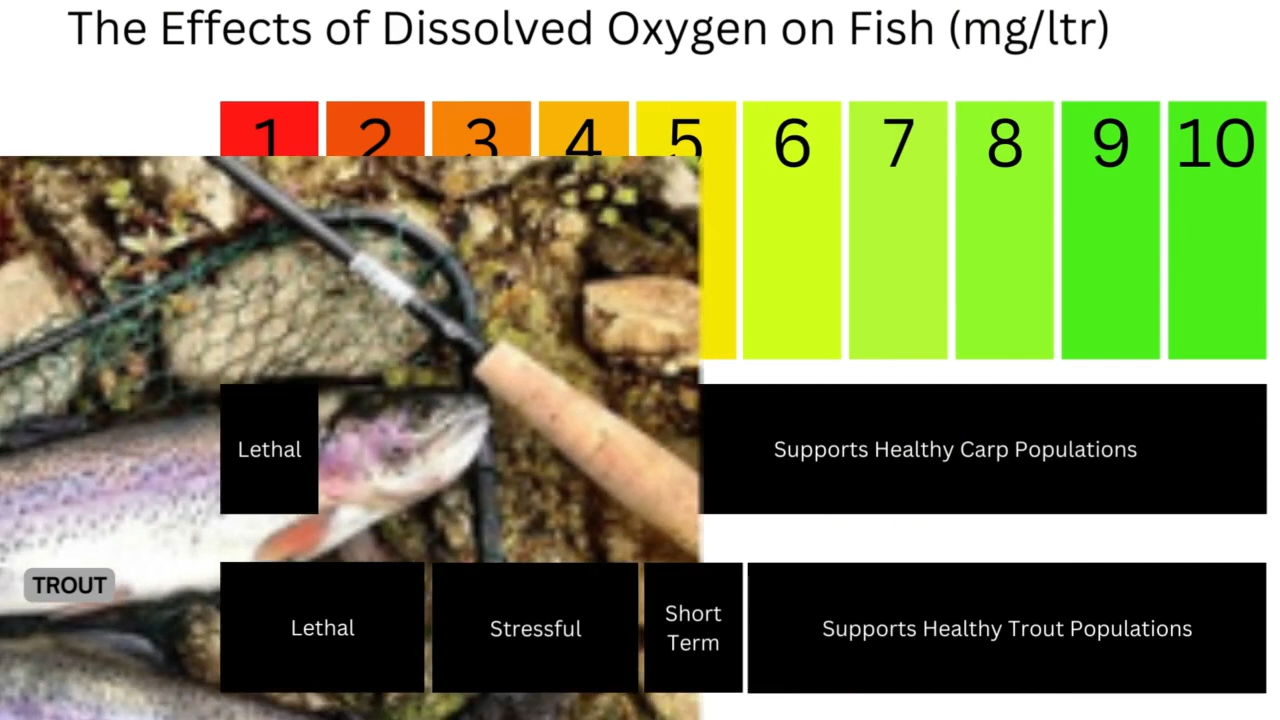 The Effects of Dissolved Oxygen on Fish (mg/ltr)
1 2 3 4 5 6 7 8 9 10
Lethal
Supports Healthy Carp Populations
TROUT
Lethal
Stressful
Short
Term
Supports Healthy Trout Populations